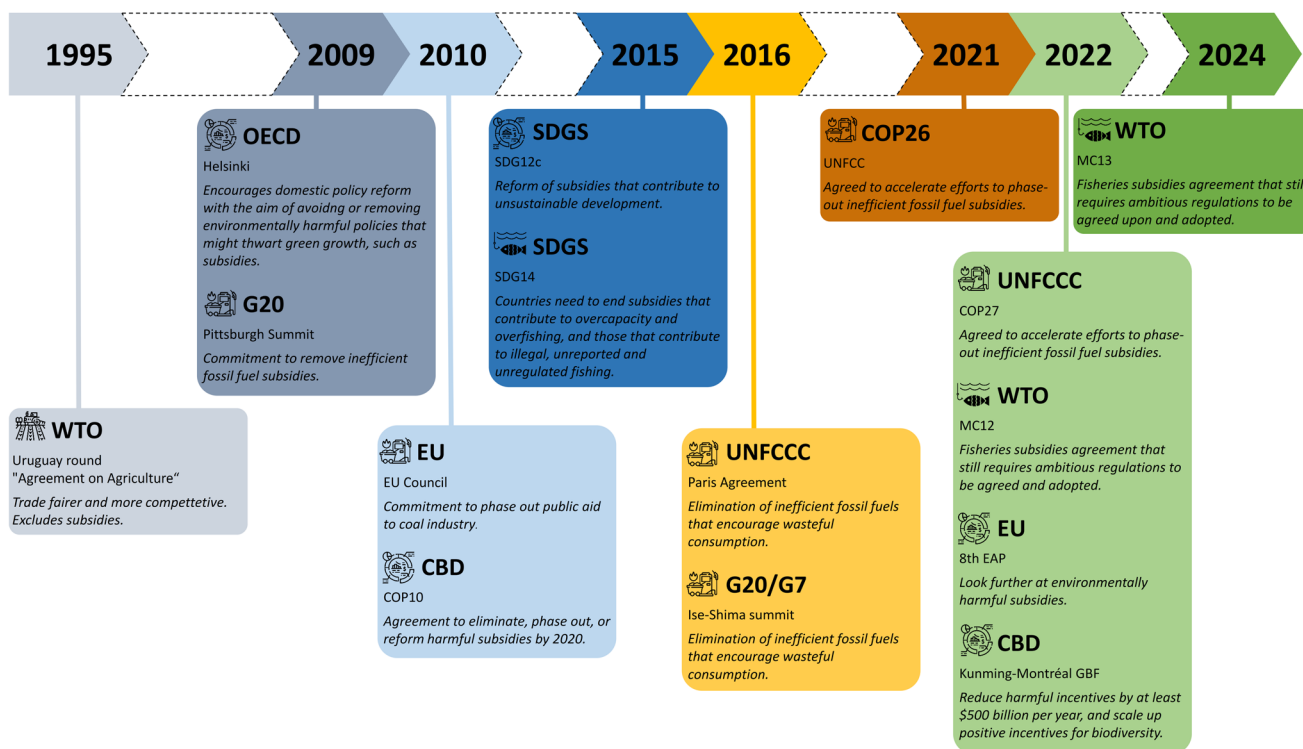 1995
2009
2010
2015
2016
2021
2022
2024
WTO
Uruguay round
"Agreement on Agriculture“
Trade fairer and more compettetive.
Excludes subsidies.
OECD
Helsinki
Encourages domestic policy reform
with the aim of avoidng or removing
environmentally harmful policies that
might thwart green growth, such as
subsidies.
G20
Pittsburgh Summit
Commitment to remove inefficient
fossil fuel subsidies.
EU
EU Council
Commitment to phase out public aid
to coal industry.
CBD
COP10
Agreement to eliminate, phase out, or
reform harmful subsidies by 2020.
SDGS
SDG12c
Reform of subsidies that contribute to
unsustainable development.
SDGS
SDG14
Countries need to end subsidies that
contribute to overcapacity and
overfishing, and those that contribute
to illegal, unreported and
unregulated fishing.
UNFCCC
Paris Agreement
Elimination of inefficient fossil fuels
that encourage wasteful
consumption.
G20/G7
Ise-Shima summit
Elimination of inefficient fossil fuels
that encourage wasteful
consumption.
COP26
UNFCC
Agreed to accelerate efforts to phase-
out inefficient fossil fuel subsidies.
UNFCCC
COP27
Agreed to accelerate efforts to phase-
out inefficient fossil fuel subsidies.
WTO
MC12
Fisheries subsidies agreement that
still requires ambitious regulations to
be agreed and adopted.
EU
8th EAP
Look further at environmentally
harmful subsidies.
CBD
Kunming-Montréal GBF
Reduce harmful incentives by at least
$500 billion per year, and scale up
positive incentives for biodiversity.
WTO
MC13
Fisheries subsidies agreement that still
requires ambitious regulations to be
agreed upon and adopted.